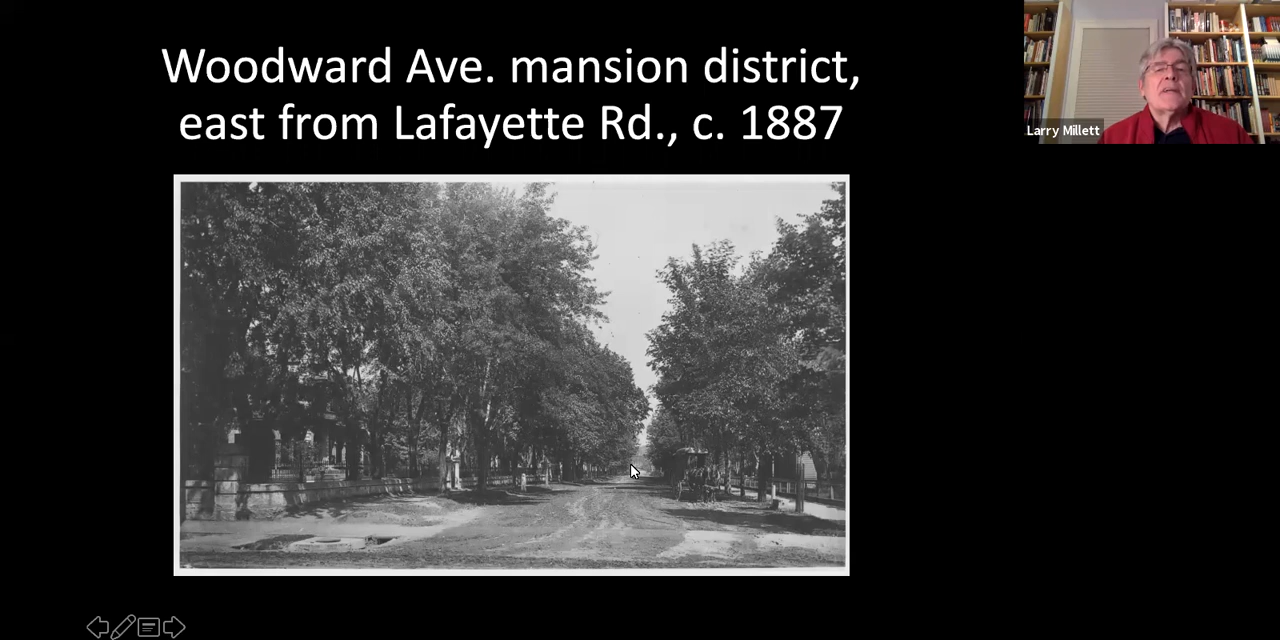 Woodward Ave. mansion district,
east from Lafayette Rd., c. 1887
Larry Millett